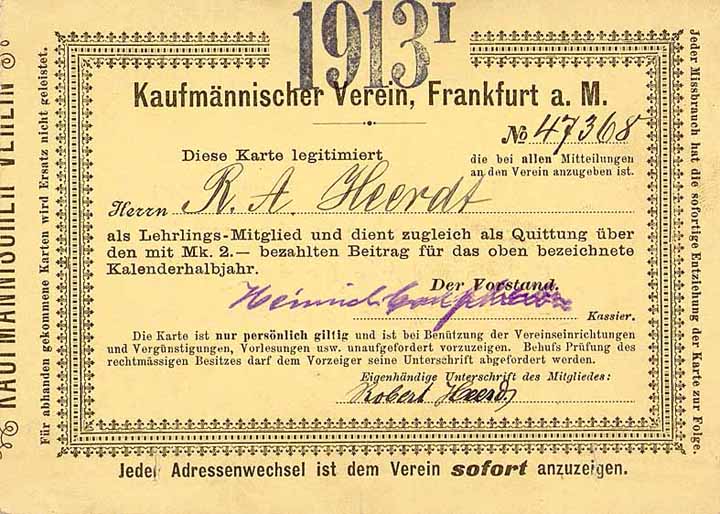 1913 I
Kaufmännischer Verein, Frankfurt a. M.
No 47368
die bei allen Mitteilungen
an den Verein anzugeben ist.
Diese Karte legitimiert
Herrn R. A. Heerdt
als Lehrlings-Mitglied und dient zugleich als Quittung über
den mit Mk. 2.— bezahlten Beitrag für das oben bezeichnete
Kalenderhalbjahr.
Der Vorstand.
Heinrich
Kassier.
Die Karte ist nur persönlich giltig und ist bei Benützung der Vereinseinrichtungen
und Vergünstigungen, Vorlesungen usw. unaufgefordert vorzuzeigen. Behufs Prüfung des
rechtmässigen Besitzes darf dem Vorzeiger seine Unterschrift abgefordert werden.
Eigenhändige Unterschrift des Mitgliedes:
Robert Heerdt
Jeder Adressenwechsel ist dem Verein sofort anzuzeigen.
KAUFMÄNNISCHER VEREIN
Für abhanden gekommene Karten wird Ersatz nicht geleistet.
Jeder Missbrauch hat die sofortige Entziehung der Karte zur Folge.